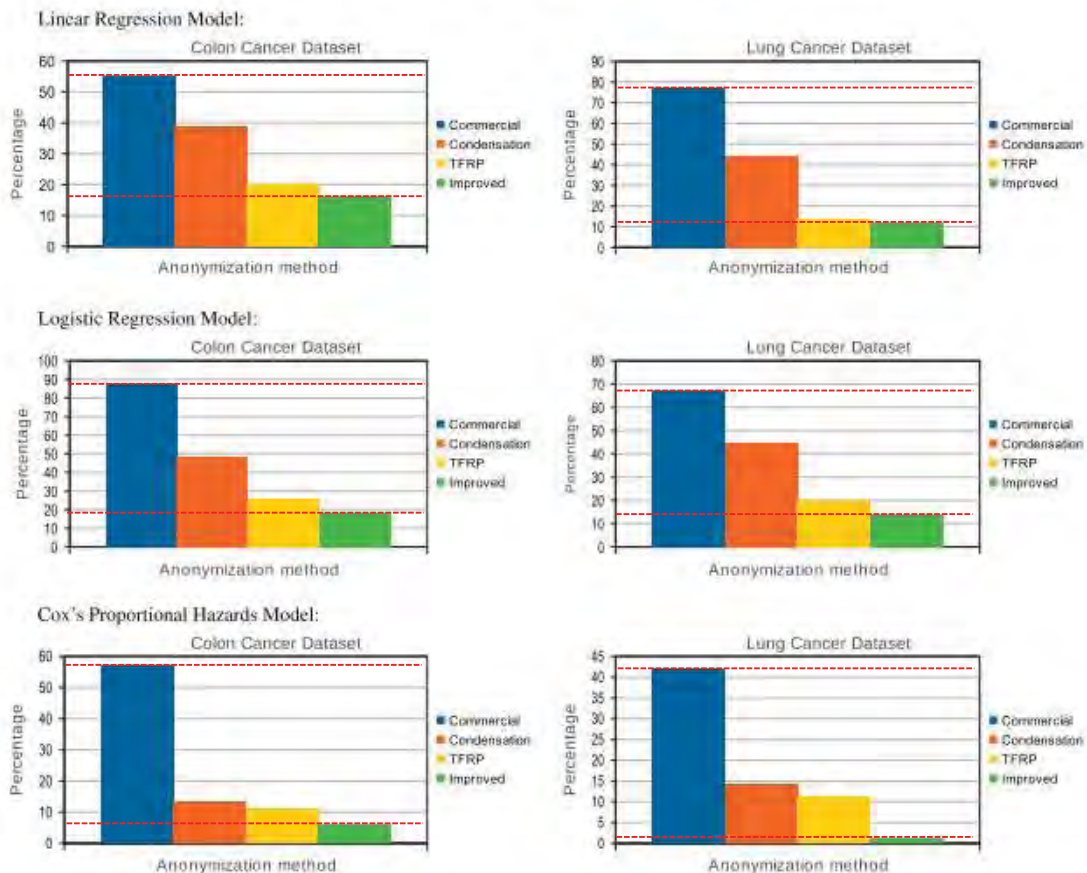 Linear Regression Model:
Colon Cancer Dataset
60
50
40
30
20
10
0
Percentage
Anonymization method
Commercial
Condensation
TFRP
Improved
Lung Cancer Dataset
90
80
70
60
50
40
30
20
10
0
Percentage
Anonymization method
Commercial
Condensation
TFRP
Improved
Logistic Regression Model:
Colon Cancer Dataset
100
90
80
70
60
50
40
30
20
10
0
Percentage
Anonymization method
Commercial
Condensation
TFRP
Improved
Lung Cancer Dataset
80
70
60
50
40
30
20
10
0
Percentage
Anonymization method
Commercial
Condensation
TFRP
Improved
Cox's Proportional Hazards Model:
Colon Cancer Dataset
60
50
40
30
20
10
0
Percentage
Anonymization method
Commercial
Condensation
TFRP
Improved
Lung Cancer Dataset
45
40
35
30
25
20
15
10
5
0
Percentage
Anonymization method
Commercial
Condensation
TFRP
Improved